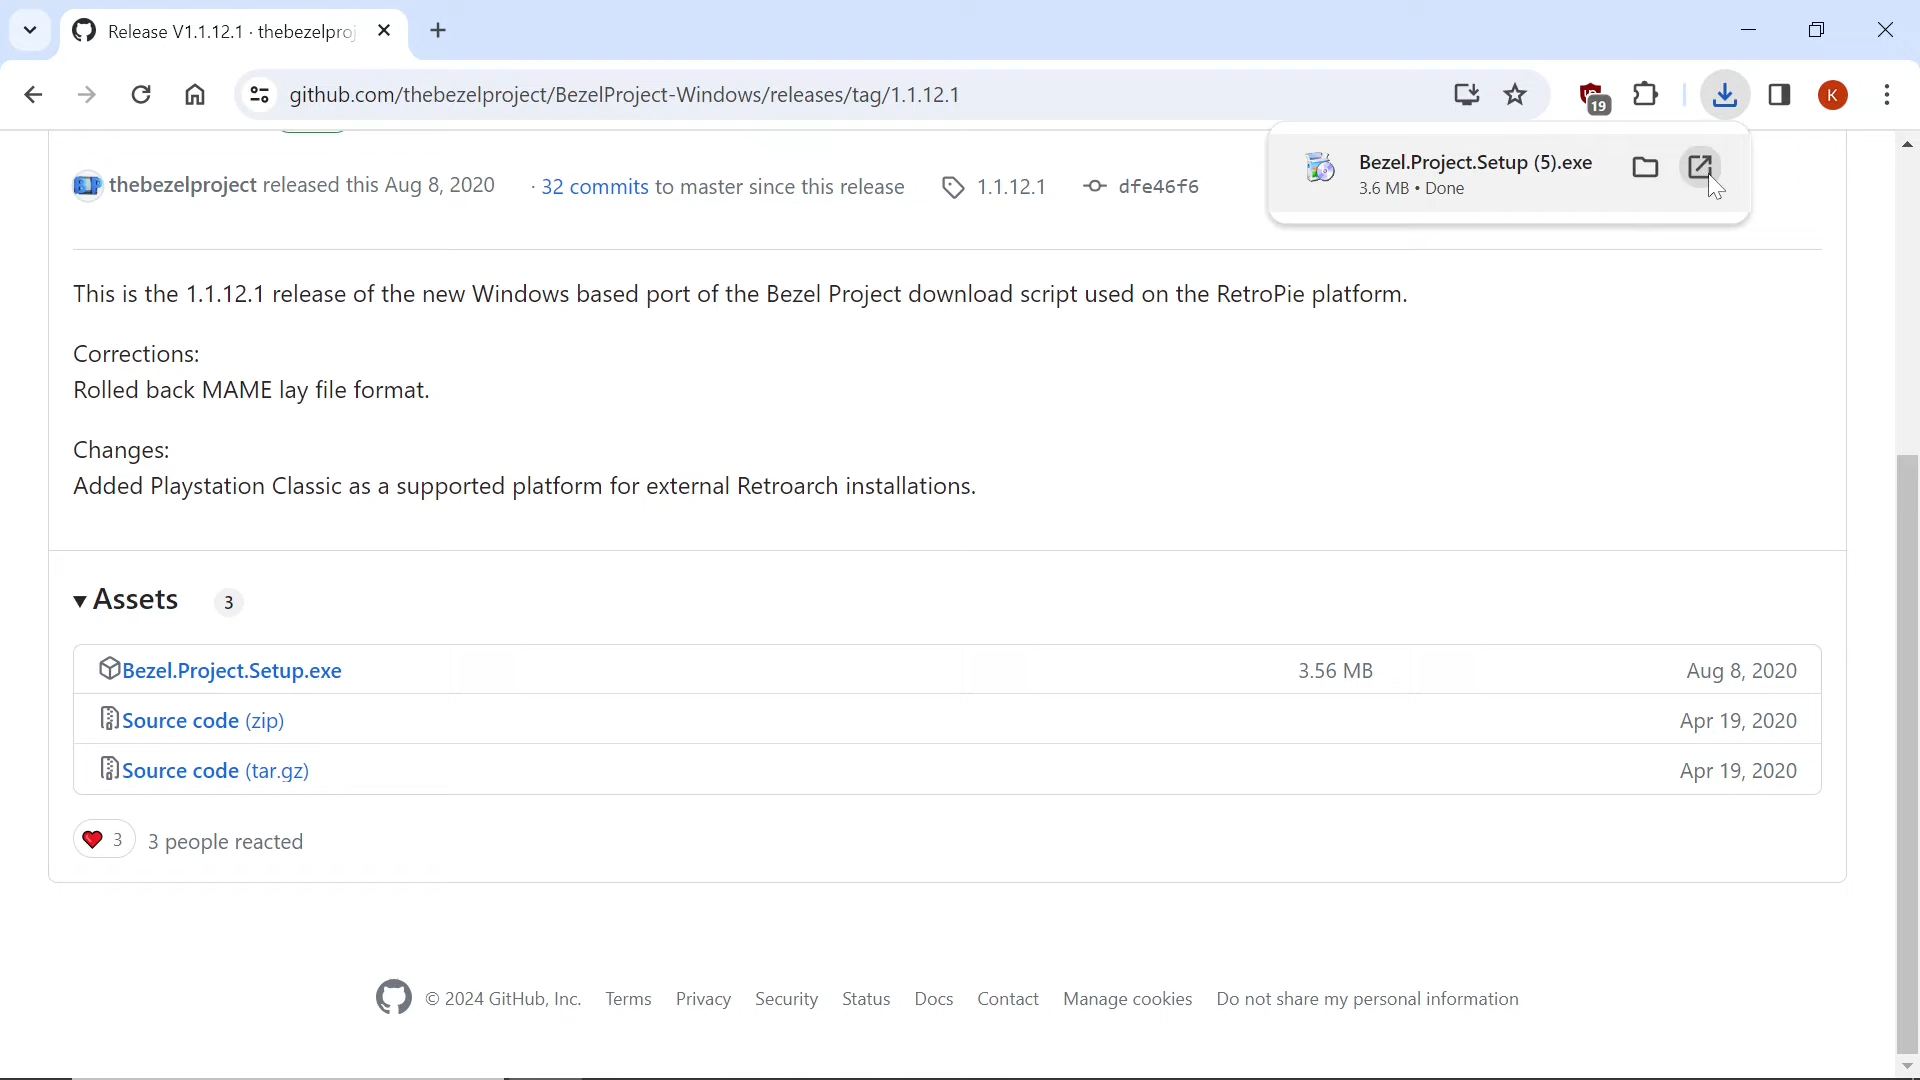 Release V1.1.12.1 · thebezelproj
github.com/thebezelproject/BezelProject-Windows/releases/tag/1.1.12.1
19
K
Bezel.Project.Setup (5).exe
3.6 MB • Done
thebezelproject released this Aug 8, 2020 · 32 commits to master since this release 1.1.12.1 dfe46f6
This is the 1.1.12.1 release of the new Windows based port of the Bezel Project download script used on the RetroPie platform.
Corrections:
Rolled back MAME lay file format.
Changes:
Added Playstation Classic as a supported platform for external Retroarch installations.
Assets 3
Bezel.Project.Setup.exe 3.56 MB Aug 8, 2020
Source code (zip) Apr 19, 2020
Source code (tar.gz) Apr 19, 2020
3 3 people reacted
© 2024 GitHub, Inc. Terms Privacy Security Status Docs Contact Manage cookies Do not share my personal information